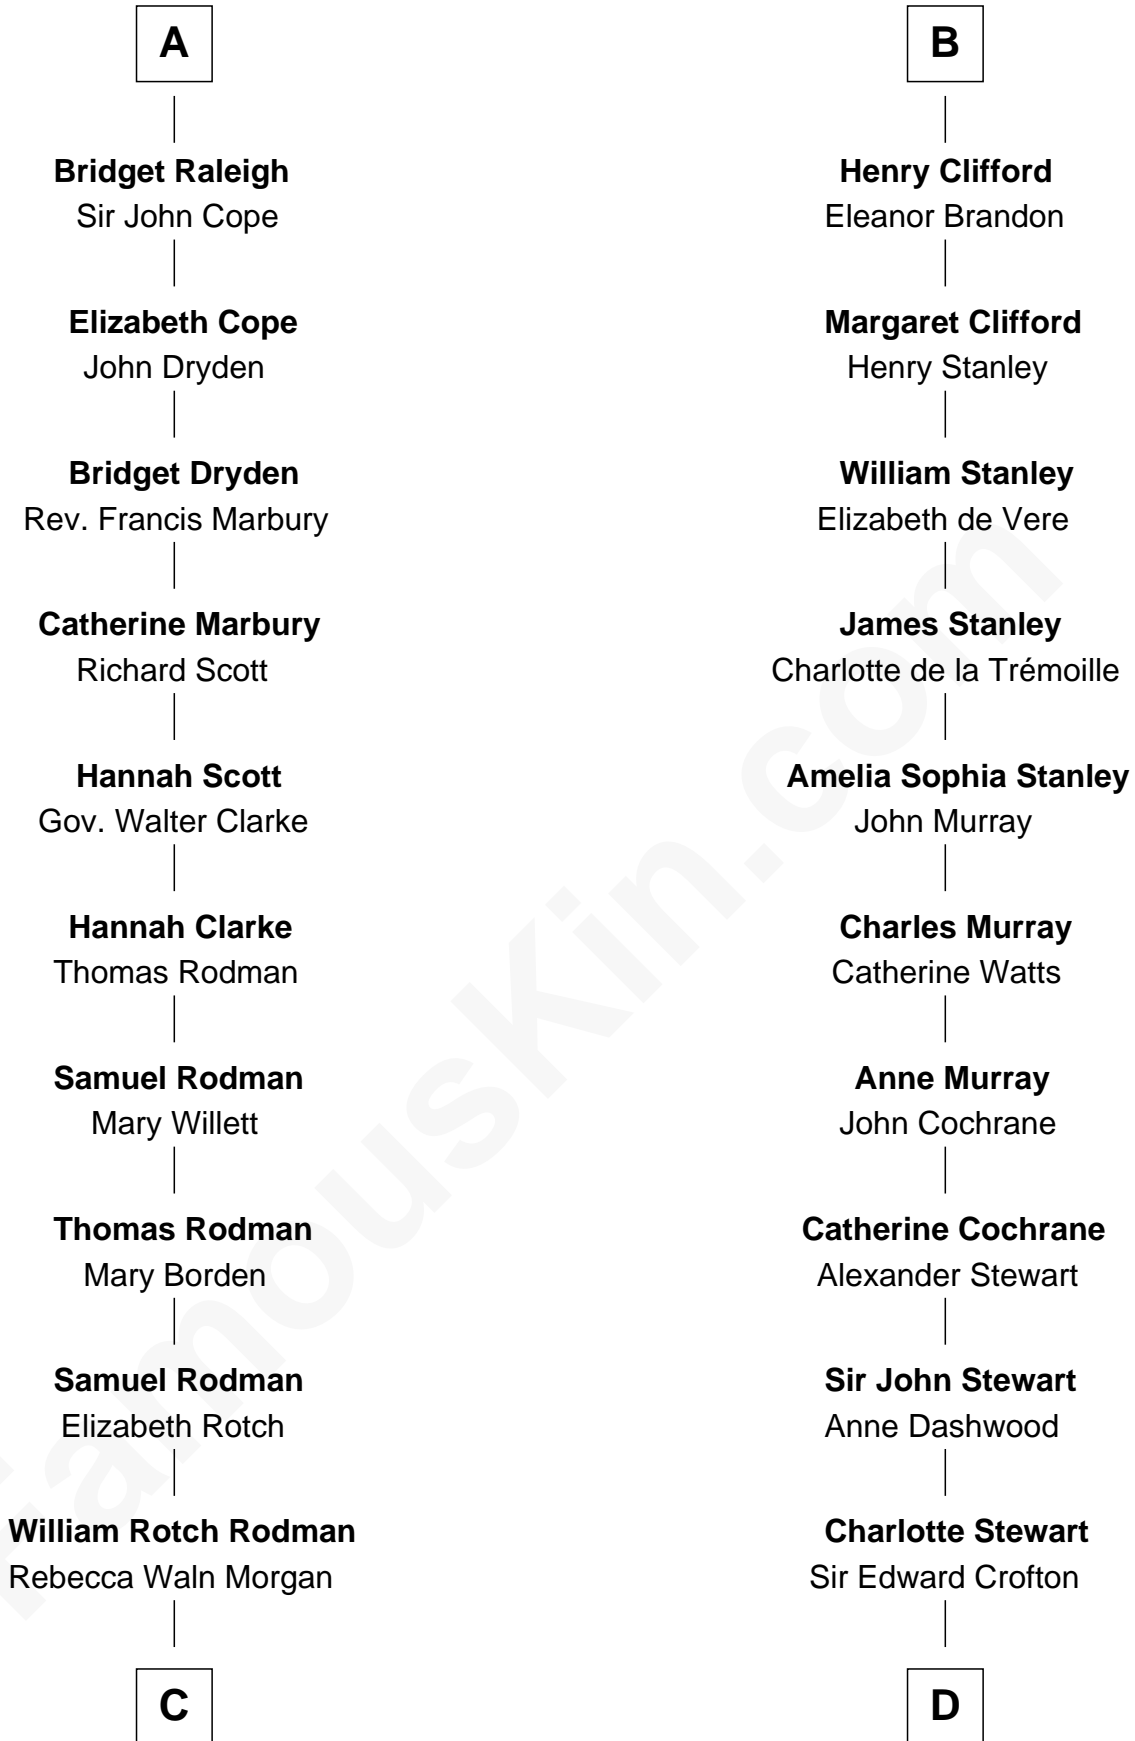 A
Bridget Raleigh
Sir John Cope
Elizabeth Cope
John Dryden
Bridget Dryden
Rev. Francis Marbury
Catherine Marbury
Richard Scott
Hannah Scott
Gov. Walter Clarke
Hannah Clarke
Thomas Rodman
Samuel Rodman
Mary Willett
Thomas Rodman
Mary Borden
Samuel Rodman
Elizabeth Rotch
William Rotch Rodman
Rebecca Waln Morgan
C
B
Henry Clifford
Eleanor Brandon
Margaret Clifford
Henry Stanley
William Stanley
Elizabeth de Vere
James Stanley
Charlotte de la Trémoille
Amelia Sophia Stanley
John Murray
Charles Murray
Catherine Watts
Anne Murray
John Cochrane
Catherine Cochrane
Alexander Stewart
Sir John Stewart
Anne Dashwood
Charlotte Stewart
Sir Edward Crofton
D
FamousKin.com